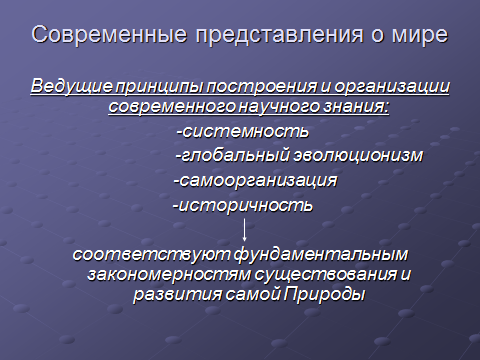 Современные представления о мире
Ведущие принципы построения и организации
современного научного знания:
-системность
-глобальный эволюционизм
-самоорганизация
-историчность
соответствуют фундаментальным
закономерностям существования и
развития самой Природы